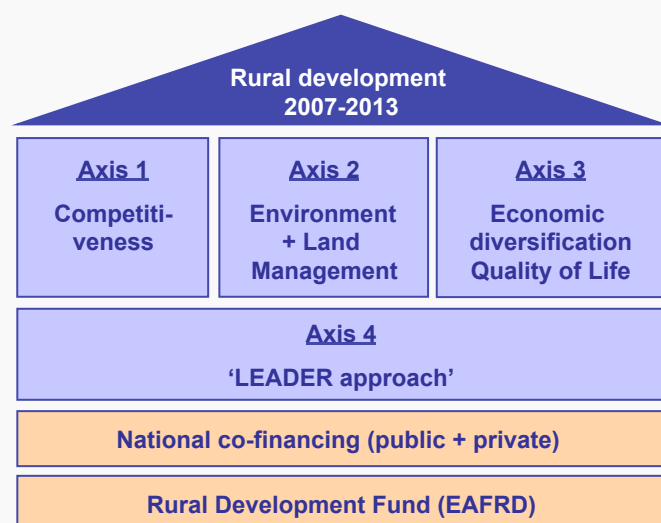 Rural development
2007-2013
Axis 1
Competiti-
veness
Axis 2
Environment
+ Land
Management
Axis 3
Economic
diversification
Quality of Life
Axis 4
‘LEADER approach’
National co-financing (public + private)
Rural Development Fund (EAFRD)